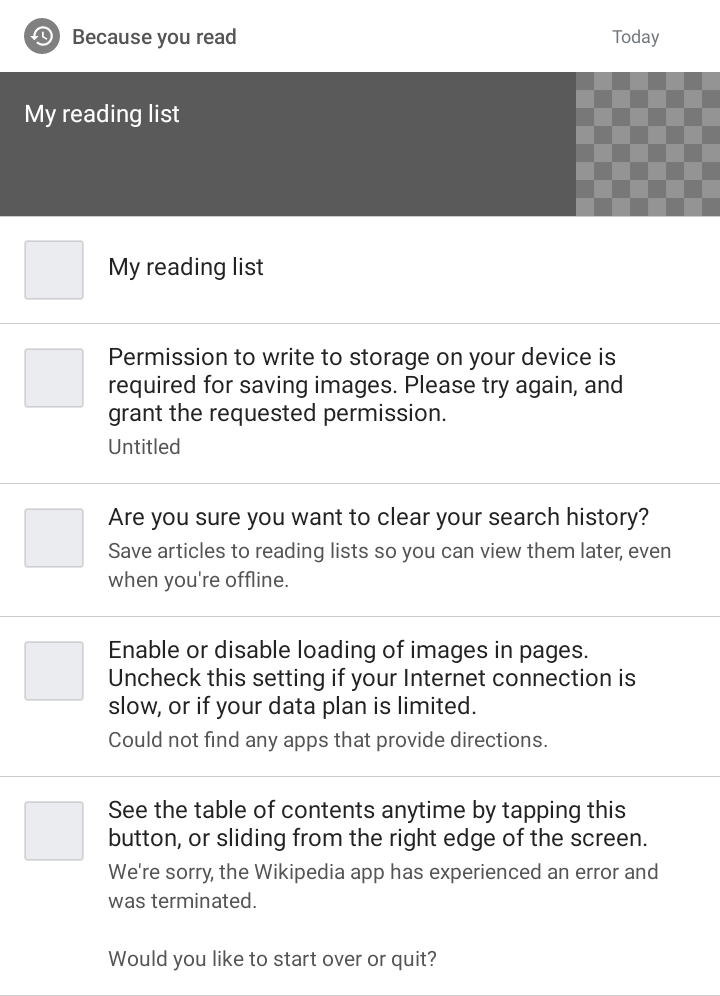 Because you read
Today
My reading list
My reading list
Permission to write to storage on your device is
required for saving images. Please try again, and
grant the requested permission.
Untitled
Are you sure you want to clear your search history?
Save articles to reading lists so you can view them later, even
when you're offline.
Enable or disable loading of images in pages.
Uncheck this setting if your Internet connection is
slow, or if your data plan is limited.
Could not find any apps that provide directions.
See the table of contents anytime by tapping this
button, or sliding from the right edge of the screen.
We're sorry, the Wikipedia app has experienced an error and
was terminated.
Would you like to start over or quit?